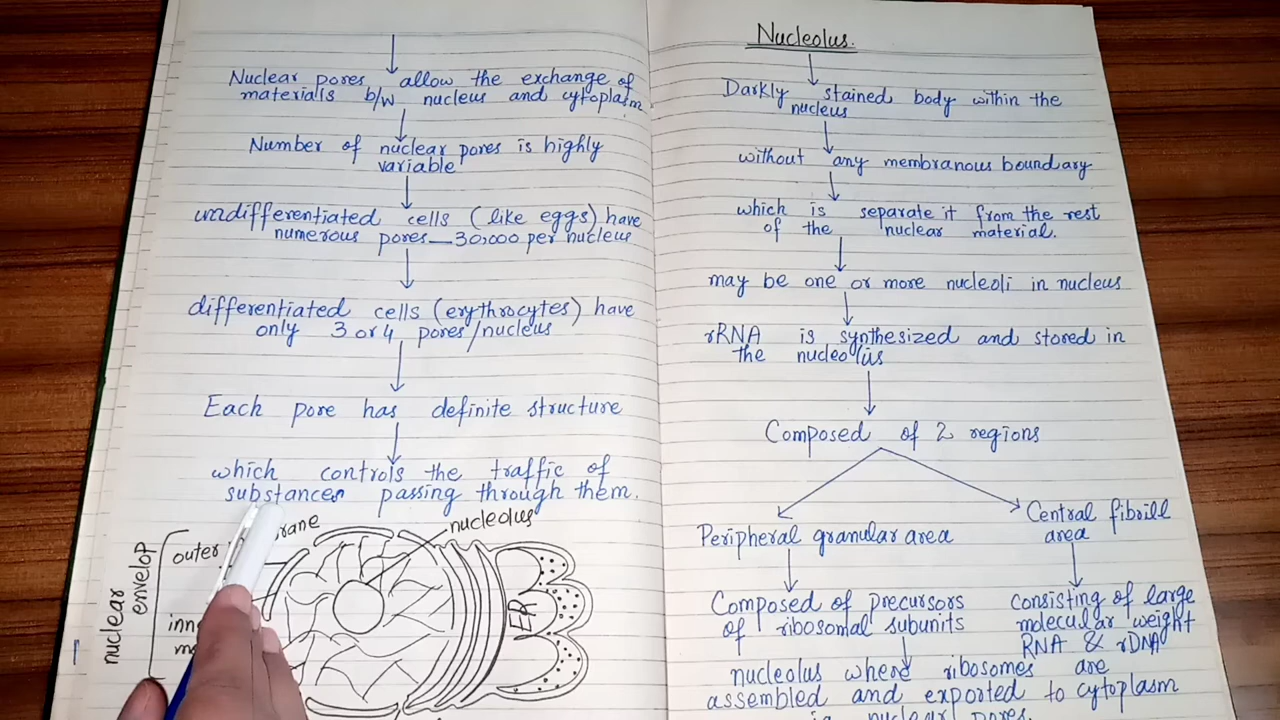 Nuclear pores allow the exchange of
materials b/w nucleus and cytoplasm
Number of nuclear pores is highly
variable
undifferentiated cells (like eggs) have
numerous pores — 30,000 per nucleus
differentiated cells (erythrocytes) have
only 3 or 4 pores/nucleus
Each pore has definite structure
which controls the traffic of
substances passing through them.
nucleolus
outer
nuclear
envelop
ER
Nucleolus.
Darkly stained body within the
nucleus
without any membranous boundary
which is separate it from the rest
of the nuclear material.
may be one or more nucleoli in nucleus
rRNA is synthesized and stored in
the nucleolus
Composed of 2 regions
Peripheral granular area
Composed of precursors
of ribosomal subunits
Central fibrill
area
consisting of large
molecular weight
RNA & rDNA
nucleolus where ribosomes are
assembled and exported to cytoplasm
nuclear pores.